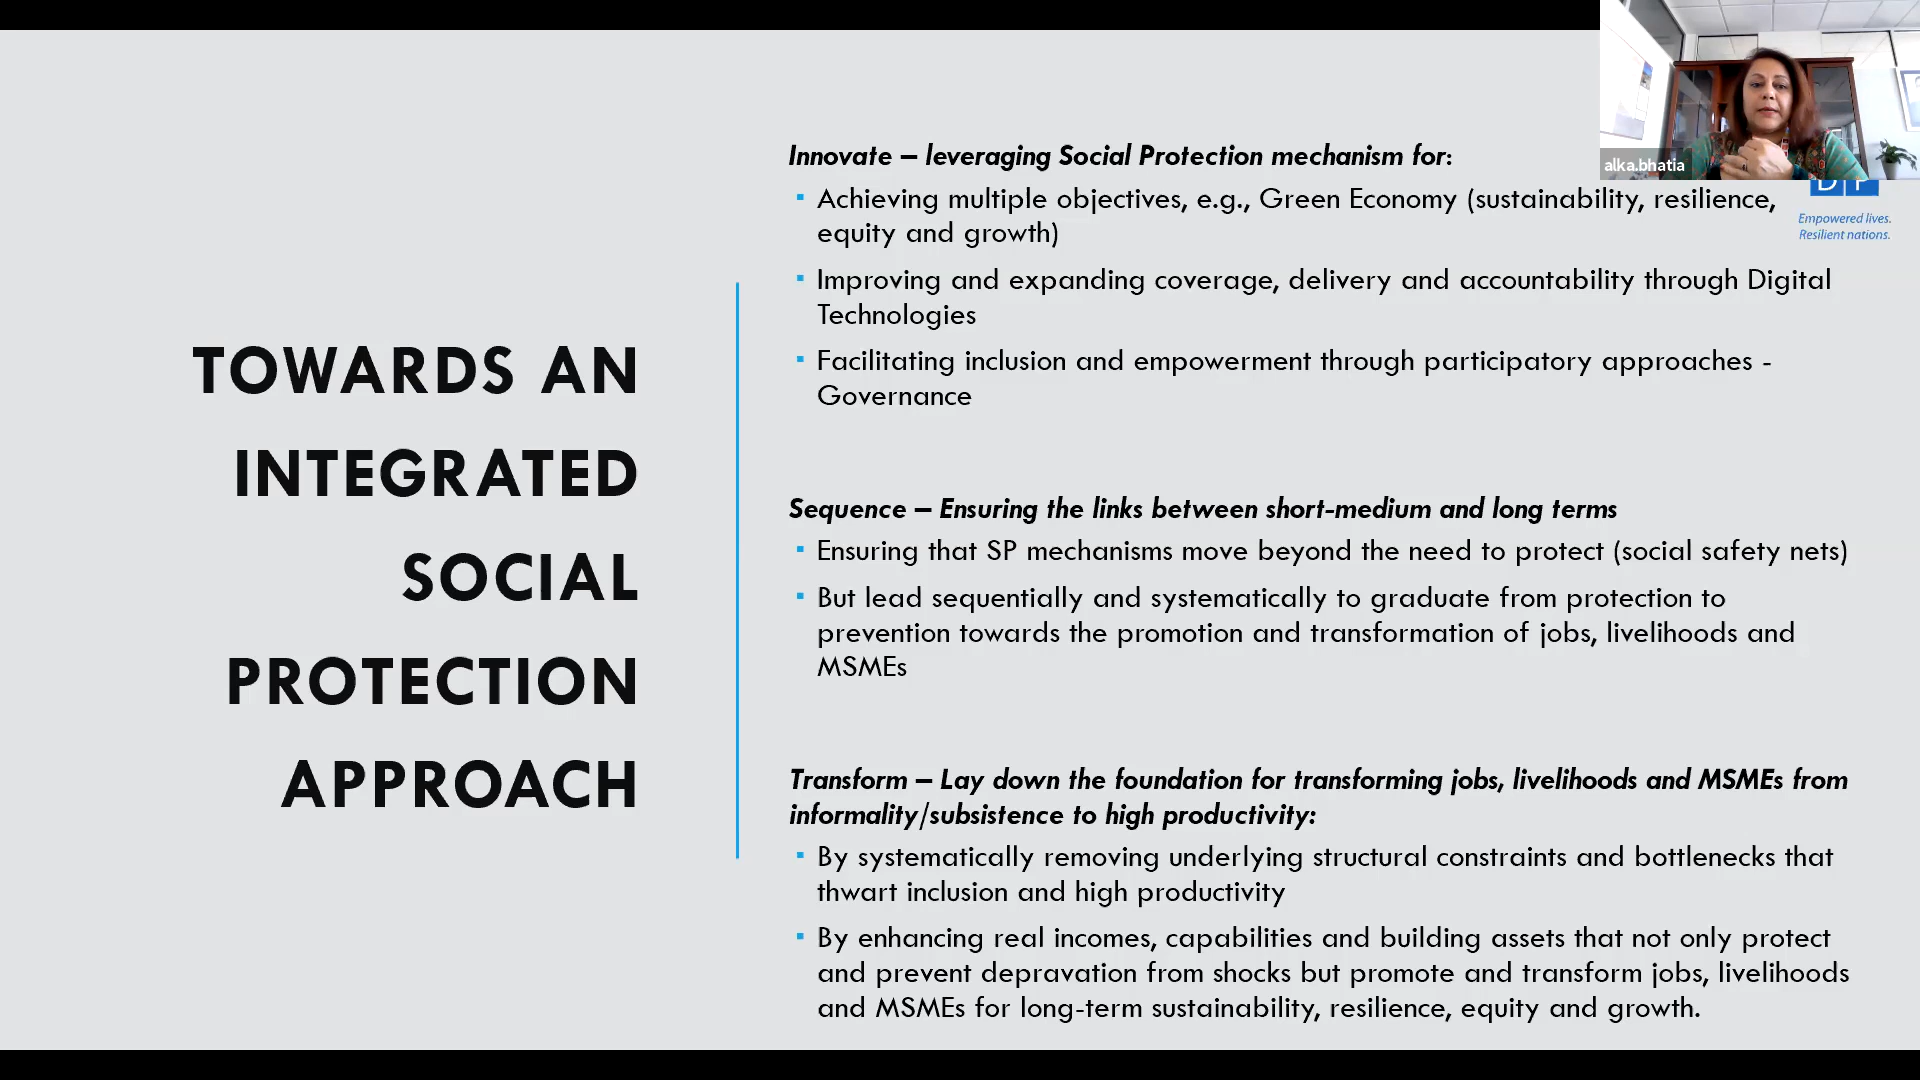 TOWARDS AN
INTEGRATED
SOCIAL
PROTECTION
APPROACH
Innovate – leveraging Social Protection mechanism for:
Achieving multiple objectives, e.g., Green Economy (sustainability, resilience,
equity and growth)
Improving and expanding coverage, delivery and accountability through Digital
Technologies
Facilitating inclusion and empowerment through participatory approaches -
Governance
Sequence – Ensuring the links between short-medium and long terms
Ensuring that SP mechanisms move beyond the need to protect (social safety nets)
But lead sequentially and systematically to graduate from protection to
prevention towards the promotion and transformation of jobs, livelihoods and
MSMEs
Transform – Lay down the foundation for transforming jobs, livelihoods and MSMEs from
informality/subsistence to high productivity:
By systematically removing underlying structural constraints and bottlenecks that
thwart inclusion and high productivity
By enhancing real incomes, capabilities and building assets that not only protect
and prevent depravation from shocks but promote and transform jobs, livelihoods
and MSMEs for long-term sustainability, resilience, equity and growth.
alka.bhatia
D P
Empowered lives.
Resilient nations.